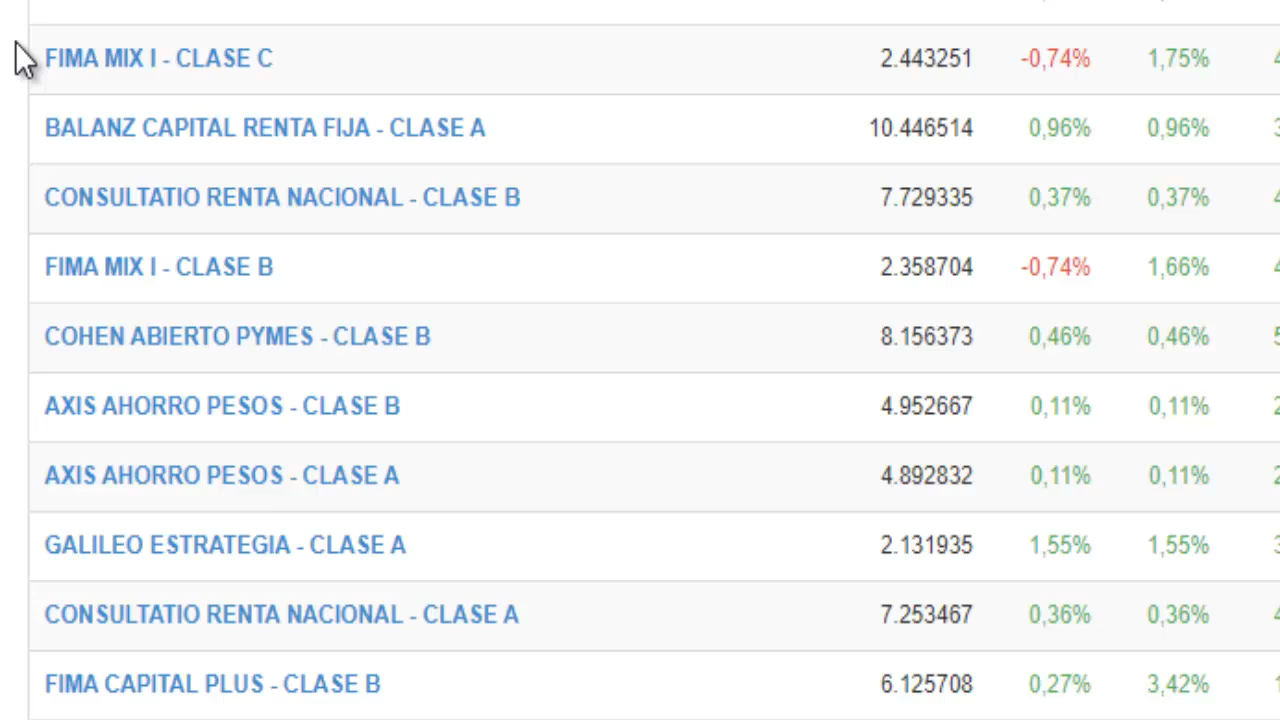 FIMA MIX I - CLASE C 2.443251 -0,74% 1,75%
BALANZ CAPITAL RENTA FIJA - CLASE A 10.446514 0,96% 0,96%
CONSULTATIO RENTA NACIONAL - CLASE B 7.729335 0,37% 0,37%
FIMA MIX I - CLASE B 2.358704 -0,74% 1,66%
COHEN ABIERTO PYMES - CLASE B 8.156373 0,46% 0,46%
AXIS AHORRO PESOS - CLASE B 4.952667 0,11% 0,11%
AXIS AHORRO PESOS - CLASE A 4.892832 0,11% 0,11%
GALILEO ESTRATEGIA - CLASE A 2.131935 1,55% 1,55%
CONSULTATIO RENTA NACIONAL - CLASE A 7.253467 0,36% 0,36%
FIMA CAPITAL PLUS - CLASE B 6.125708 0,27% 3,42%